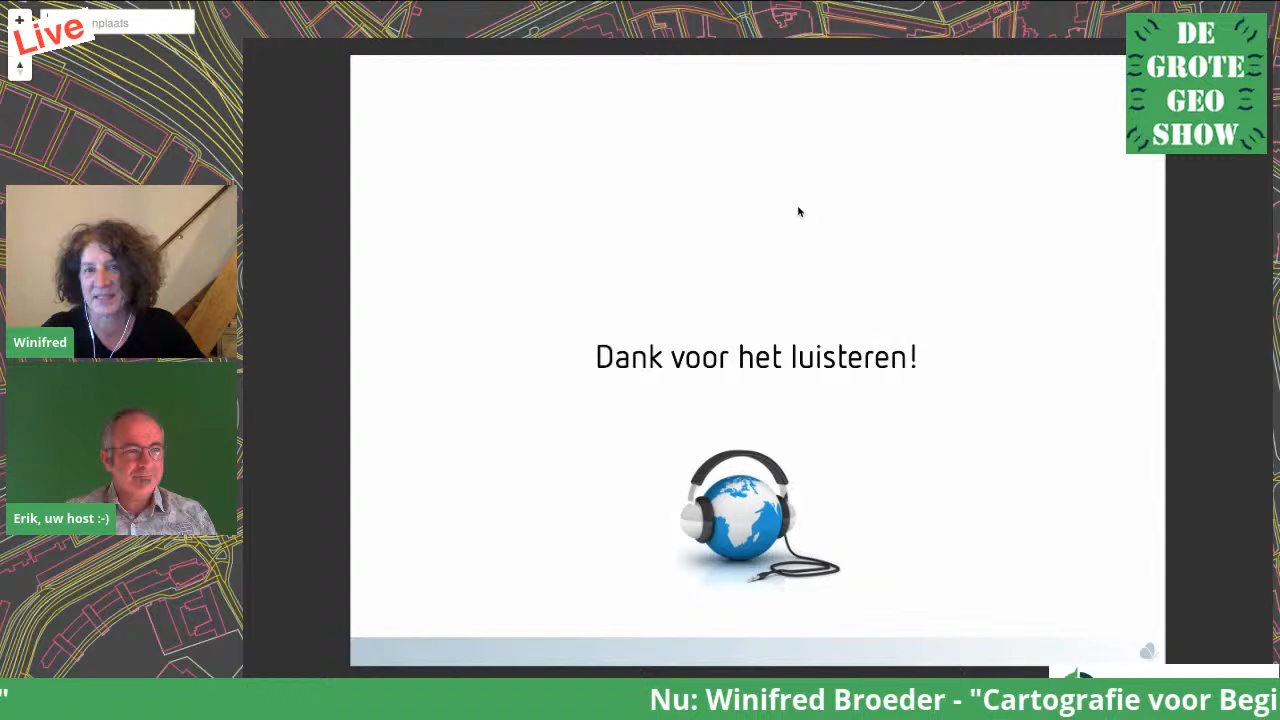 +
nplaats
Live
DE
GROTE
GEO
SHOW
Winifred
Dank voor het luisteren!
Erik, uw host :-)
"
Nu: Winifred Broeder - "Cartografie voor Begi